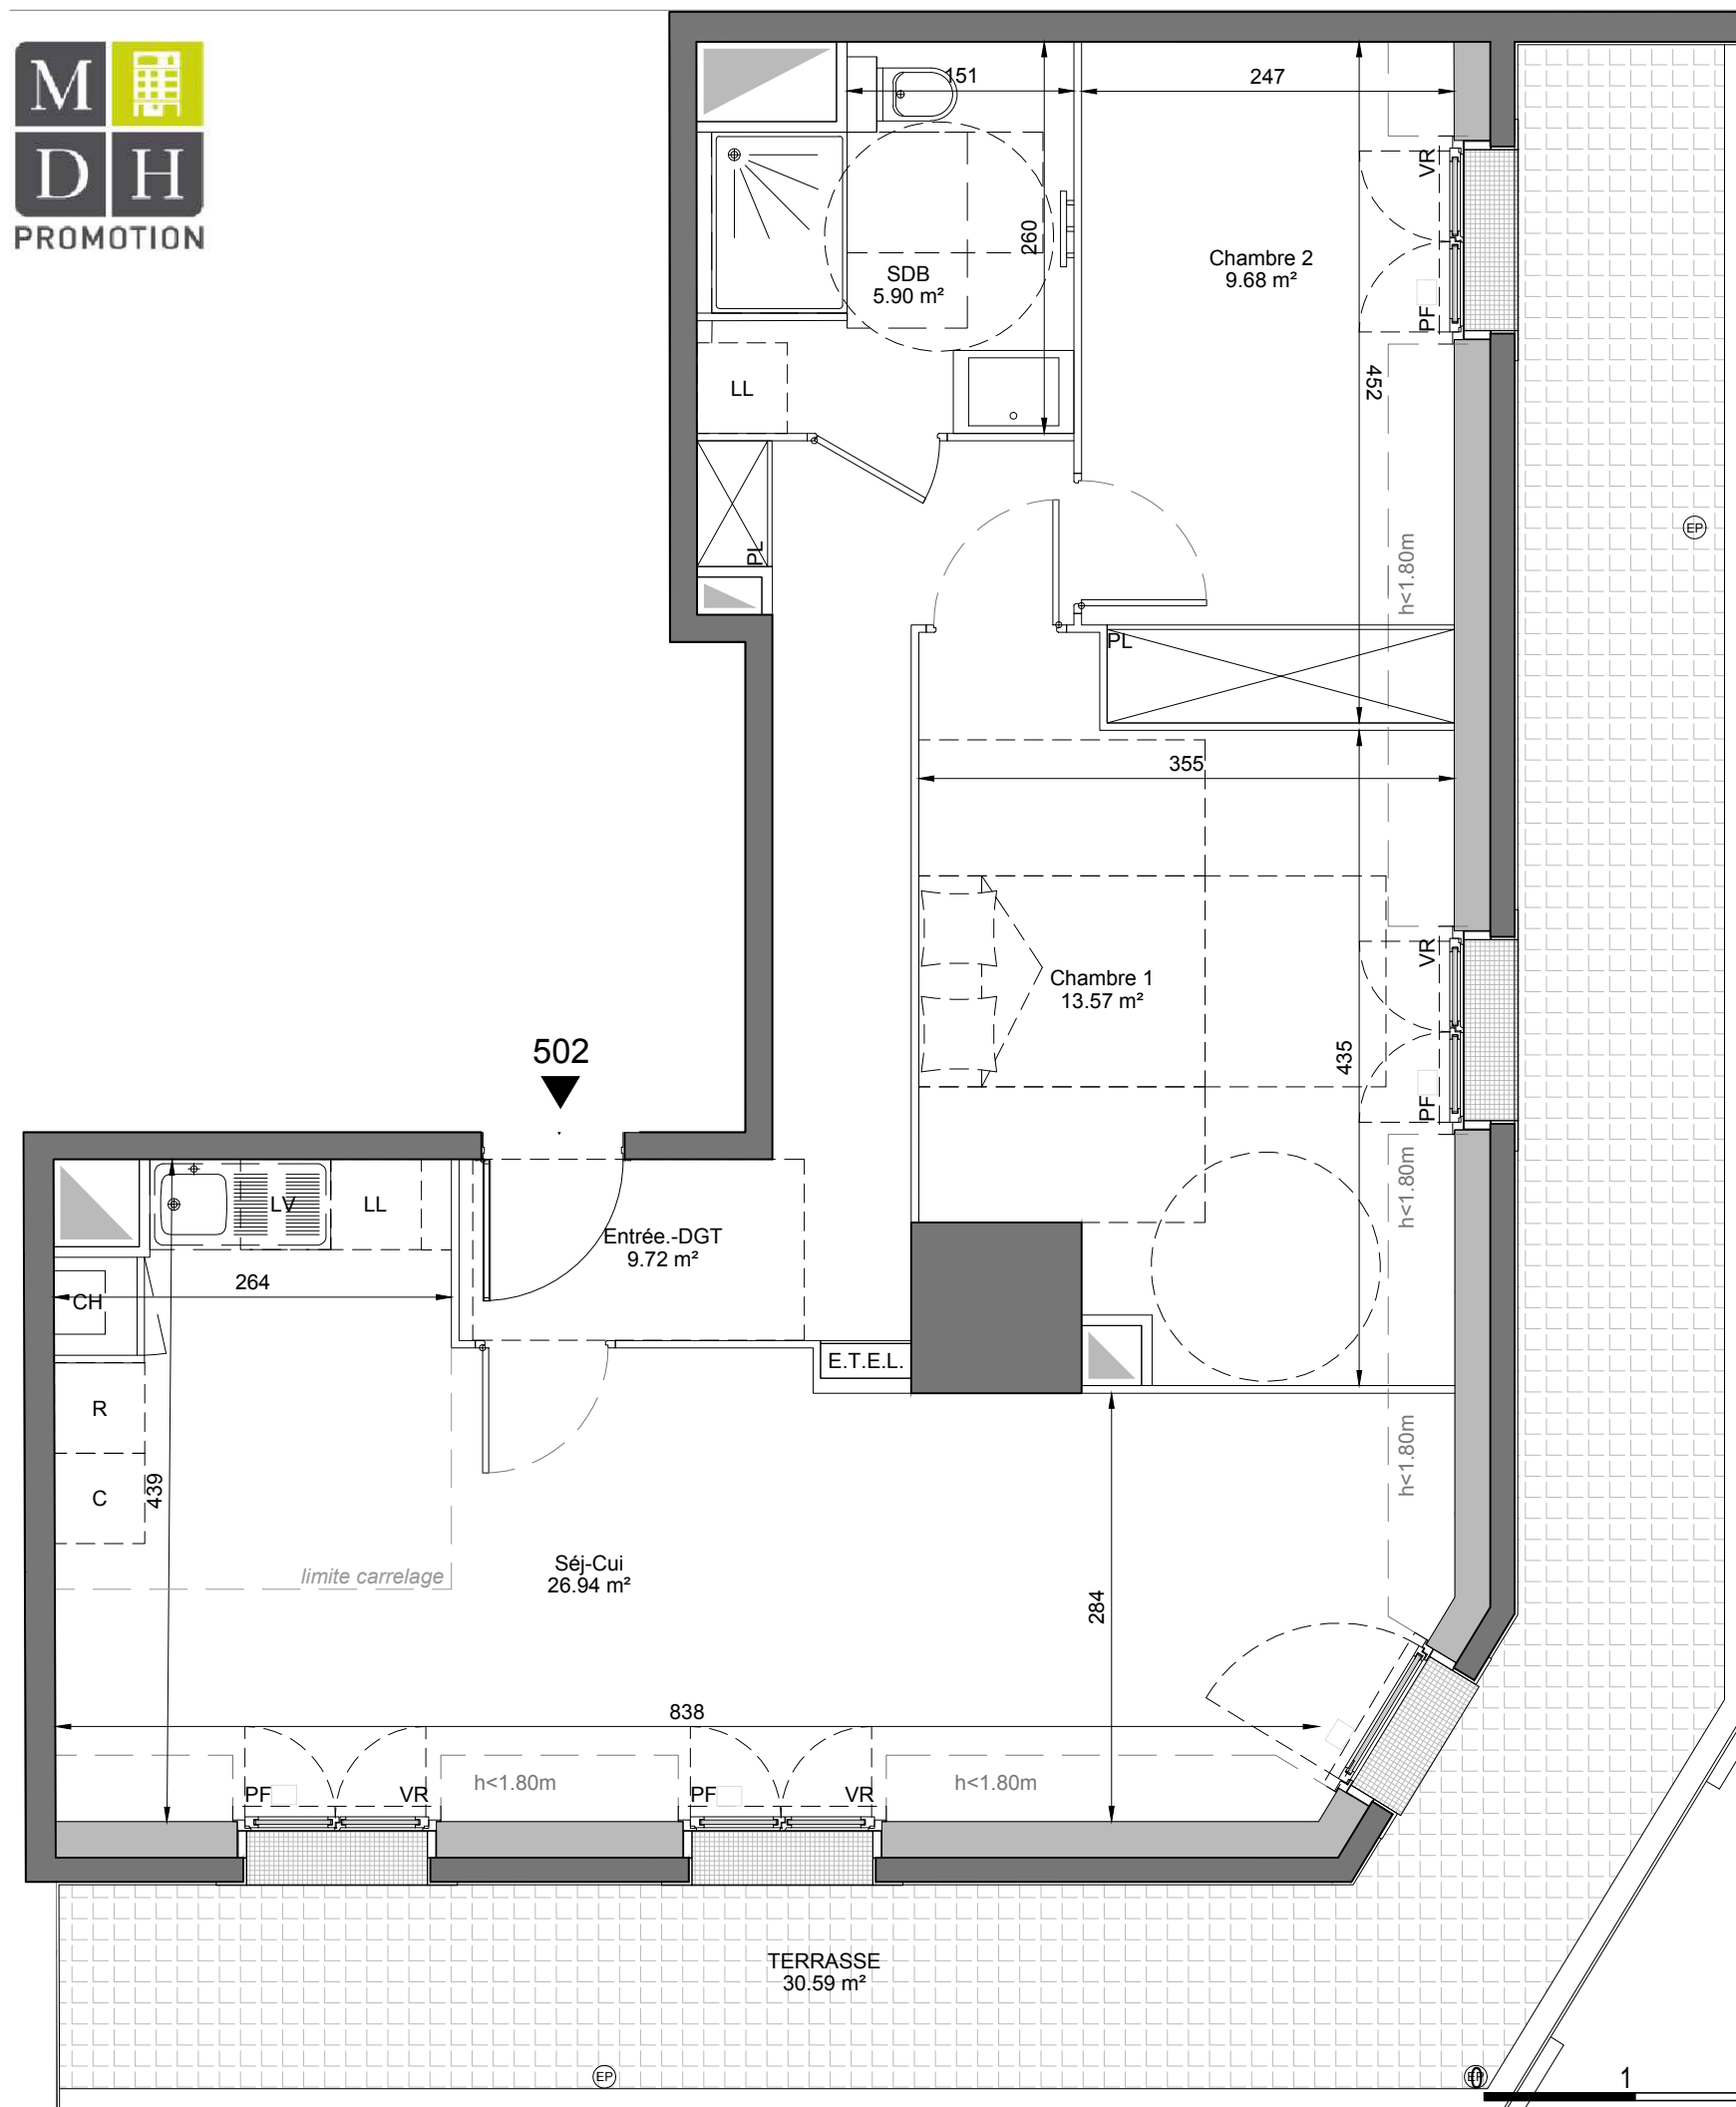 M
D H
PROMOTION
151
247
VR
260
SDB
5.90 m²
Chambre 2
9.68 m²
PF
LL
452
PL
h<1.80m
EP
PL
355
VR
Chambre 1
13.57 m²
502
435
PF
h<1.80m
LV
LL
Entrée.-DGT
9.72 m²
264
CH
E.T.E.L.
R
C
439
h<1.80m
limite carrelage
Séj-Cui
26.94 m²
284
838
PF
VR
h<1.80m
PF
VR
h<1.80m
TERRASSE
30.59 m²
EP
EP
0
1